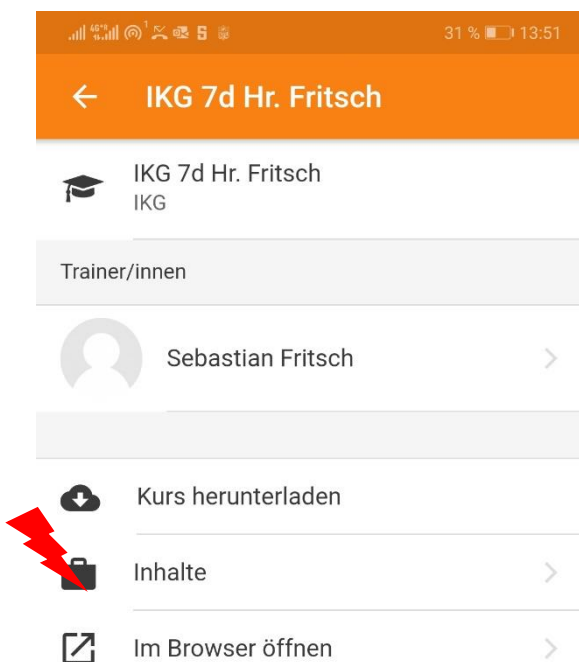 4G 31 % 13:51
IKG 7d Hr. Fritsch
IKG 7d Hr. Fritsch
IKG
Trainer/innen
Sebastian Fritsch
Kurs herunterladen
Inhalte
Im Browser öffnen